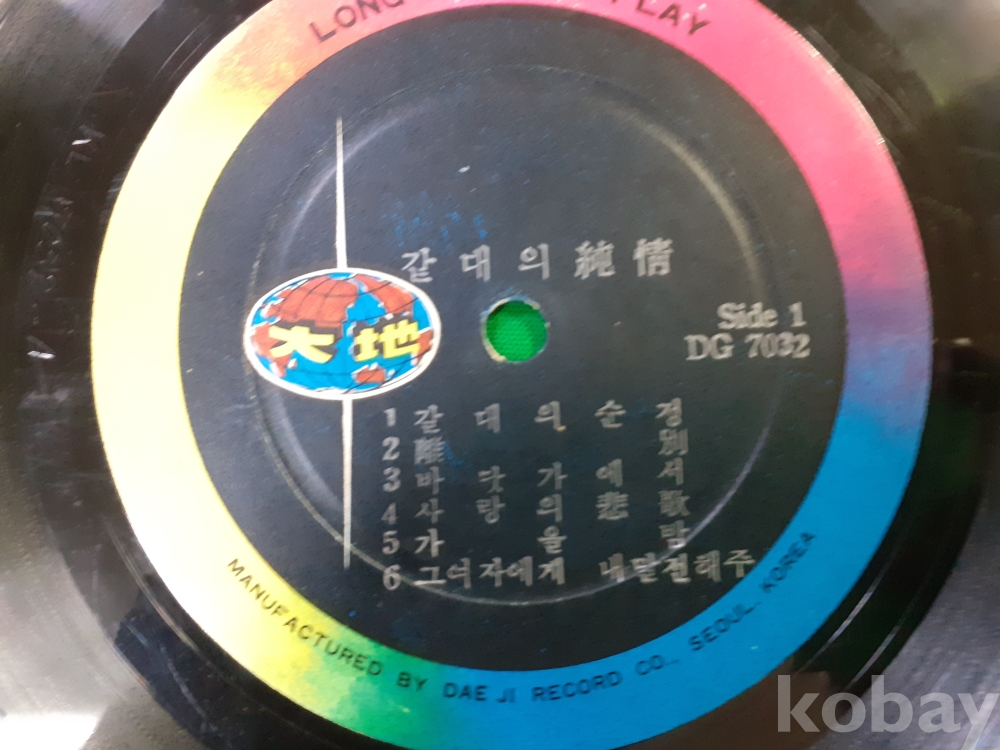 LONG PLAY
갈대의純情
大地
Side 1
DG 7032
1 갈대의순정
2 離別
3 바닷가에서
4 사랑의悲歌
5 가을밤
6 그여자에게 내말전해주
MANUFACTURED BY DAE JI RECORD CO., SEOUL, KOREA
kobay